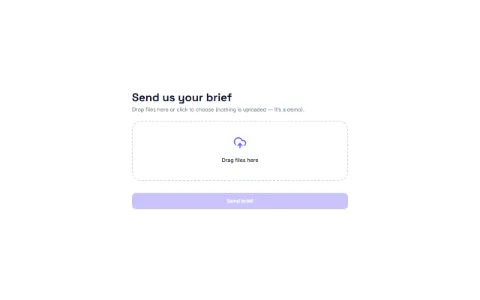 Send us your brief
Drop files here or click to choose (nothing is uploaded — it's a demo).
Drag files here
Send brief